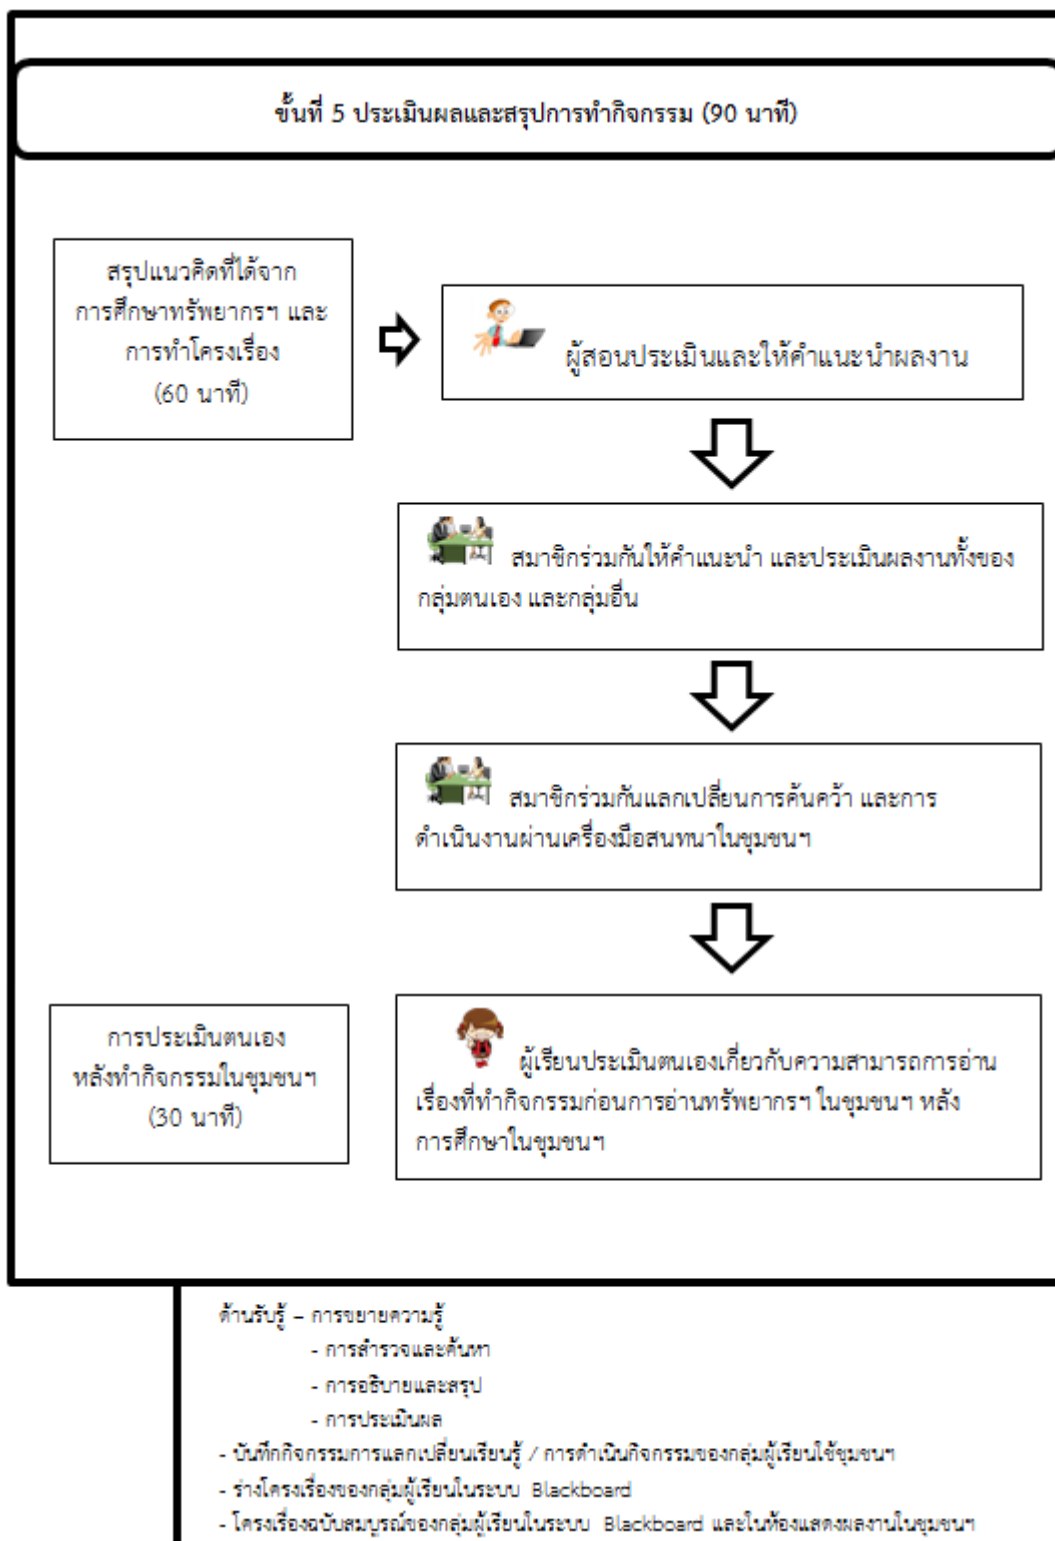 ขั้นที่ 5 ประเมินผลและสรุปการทำกิจกรรม (90 นาที)
สรุปแนวคิดที่ได้จาก
การศึกษาทรัพยากรฯ และ
การทำโครงเรื่อง
(60 นาที)
ผู้สอนประเมินและให้คำแนะนำผลงาน
สมาชิกร่วมกันให้คำแนะนำ และประเมินผลงานทั้งของ
กลุ่มตนเอง และกลุ่มอื่น
สมาชิกร่วมกันแลกเปลี่ยนการค้นคว้า และการ
ดำเนินงานผ่านเครื่องมือสนทนาในชุมชนฯ
การประเมินตนเอง
หลังทำกิจกรรมในชุมชนฯ
(30 นาที)
ผู้เรียนประเมินตนเองเกี่ยวกับความสามารถการอ่าน
เรื่องที่ทำกิจกรรมก่อนการอ่านทรัพยากรฯ ในชุมชนฯ หลัง
การศึกษาในชุมชนฯ
ด้านรับรู้ – การขยายความรู้
- การสำรวจและค้นหา
- การอธิบายและสรุป
- การประเมินผล
- บันทึกกิจกรรมการแลกเปลี่ยนเรียนรู้ / การดำเนินกิจกรรมของกลุ่มผู้เรียนใช้ชุมชนฯ
- ร่างโครงเรื่องของกลุ่มผู้เรียนในระบบ Blackboard
- โครงเรื่องฉบับสมบูรณ์ของกลุ่มผู้เรียนในระบบ Blackboard และในห้องแสดงผลงานในชุมชนฯ